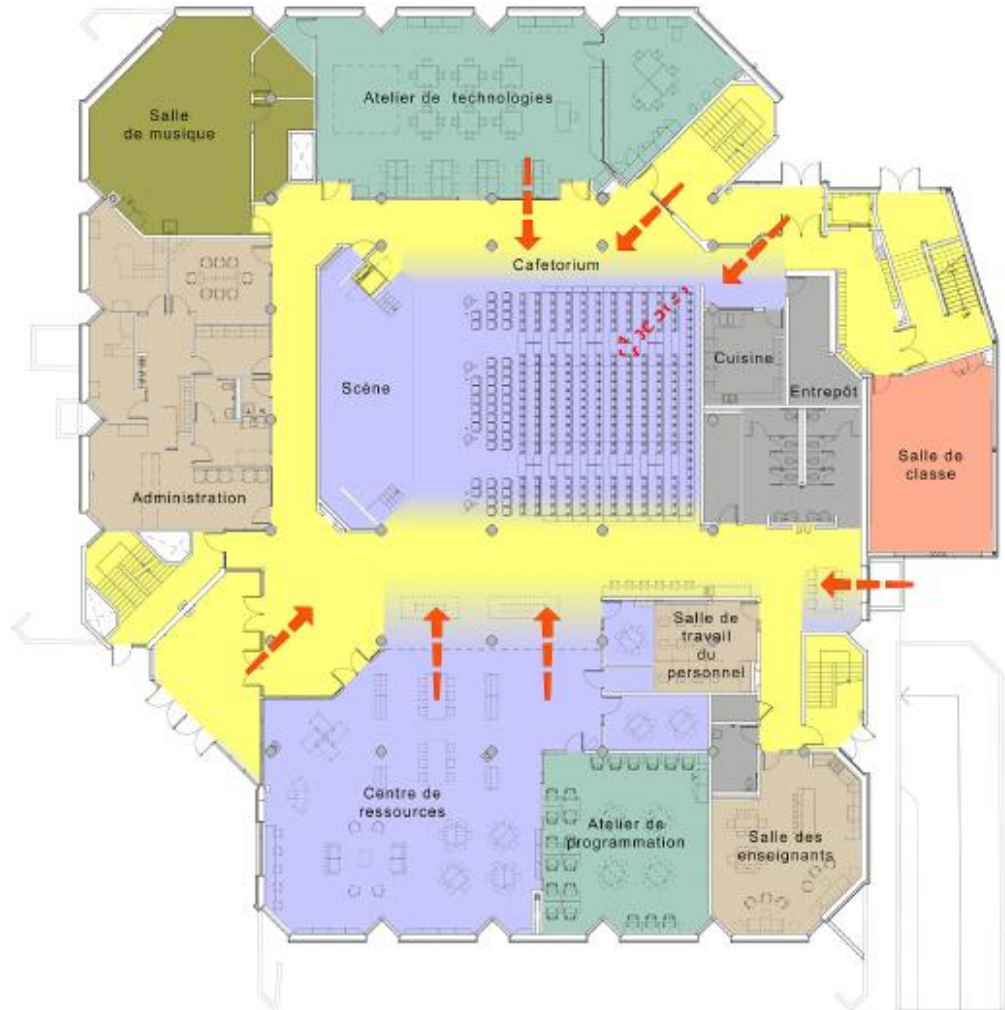 Salle
de musique
Atelier de technologies
Cafetorium
Scène
Cuisine
Entrepôt
Salle de
classe
Administration
Salle de
travail
du
personnel
Centre de
ressources
Atelier de
programmation
Salle des
enseignants